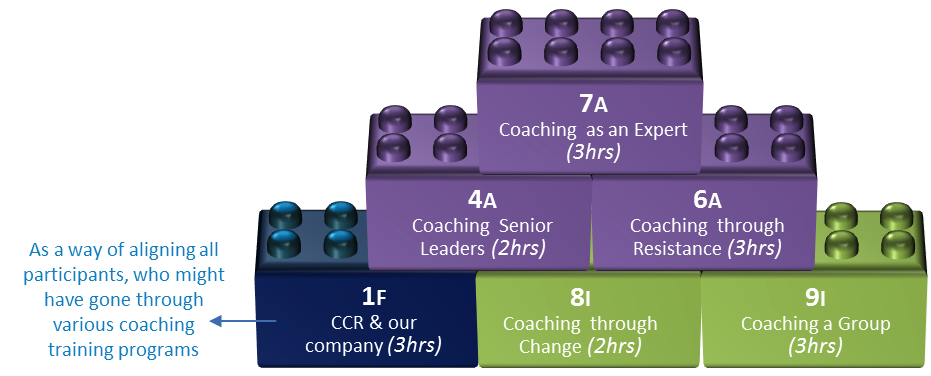 7A
Coaching as an Expert
(3hrs)
4A
Coaching Senior
Leaders (2hrs)
6A
Coaching through
Resistance (3hrs)
As a way of aligning all
participants, who might
have gone through
various coaching
training programs
1F
CCR & our
company (3hrs)
8I
Coaching through
Change (2hrs)
9I
Coaching a Group
(3hrs)